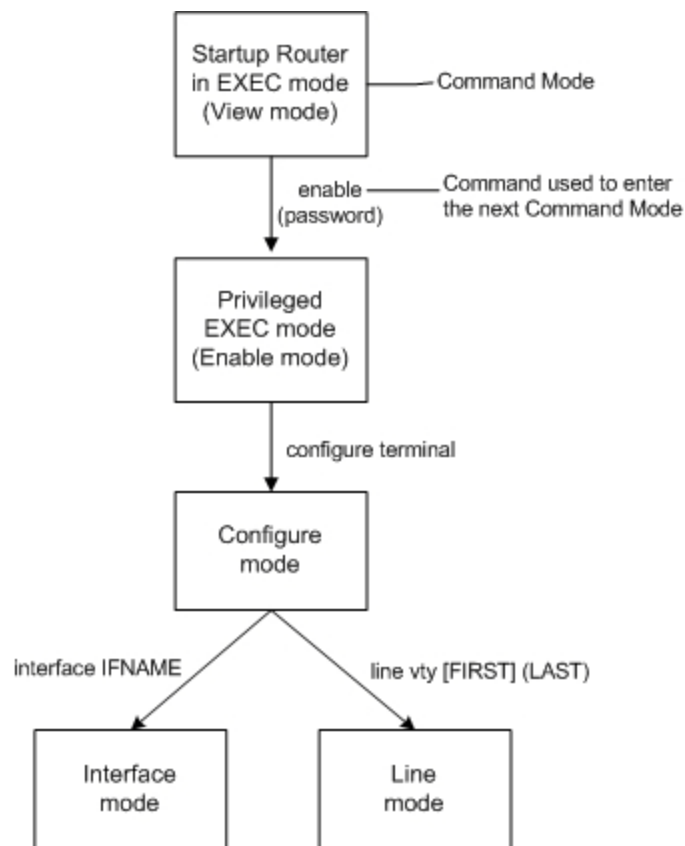 Startup Router
in EXEC mode
(View mode)
Command Mode
enable
(password)
Command used to enter
the next Command Mode
Privileged
EXEC mode
(Enable mode)
configure terminal
Configure
mode
interface IFNAME
line vty [FIRST] (LAST)
Interface
mode
Line
mode